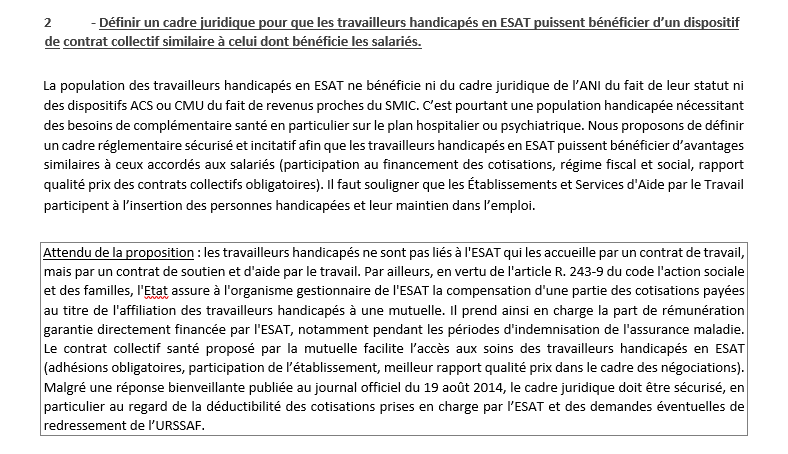 2 - Définir un cadre juridique pour que les travailleurs handicapés en ESAT puissent bénéficier d’un dispositif
de contrat collectif similaire à celui dont bénéficie les salariés.
La population des travailleurs handicapés en ESAT ne bénéficie ni du cadre juridique de l’ANI du fait de leur statut ni
des dispositifs ACS ou CMU du fait de revenus proches du SMIC. C’est pourtant une population handicapée nécessitant
des besoins de complémentaire santé en particulier sur le plan hospitalier ou psychiatrique. Nous proposons de définir
un cadre réglementaire sécurisé et incitatif afin que les travailleurs handicapés en ESAT puissent bénéficier d’avantages
similaires à ceux accordés aux salariés (participation au financement des cotisations, régime fiscal et social, rapport
qualité prix des contrats collectifs obligatoires). Il faut souligner que les Établissements et Services d'Aide par le Travail
participent à l’insertion des personnes handicapées et leur maintien dans l’emploi.
Attendu de la proposition : les travailleurs handicapés ne sont pas liés à l'ESAT qui les accueille par un contrat de travail,
mais par un contrat de soutien et d'aide par le travail. Par ailleurs, en vertu de l'article R. 243-9 du code l'action sociale
et des familles, l'Etat assure à l'organisme gestionnaire de l'ESAT la compensation d'une partie des cotisations payées
au titre de l'affiliation des travailleurs handicapés à une mutuelle. Il prend ainsi en charge la part de rémunération
garantie directement financée par l'ESAT, notamment pendant les périodes d'indemnisation de l'assurance maladie.
Le contrat collectif santé proposé par la mutuelle facilite l’accès aux soins des travailleurs handicapés en ESAT
(adhésions obligatoires, participation de l’établissement, meilleur rapport qualité prix dans le cadre des négociations).
Malgré une réponse bienveillante publiée au journal officiel du 19 août 2014, le cadre juridique doit être sécurisé, en
particulier au regard de la déductibilité des cotisations prises en charge par l’ESAT et des demandes éventuelles de
redressement de l’URSSAF.